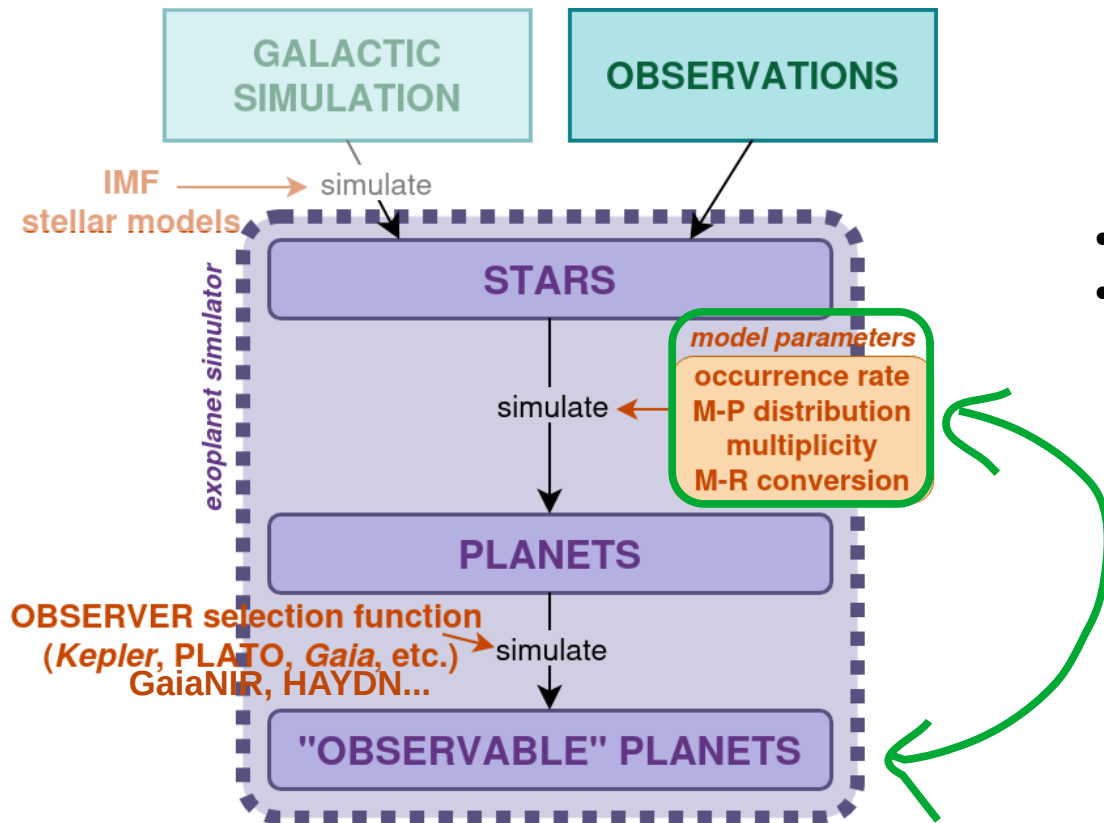 GALACTIC
SIMULATION
OBSERVATIONS
IMF
stellar models
simulate
exoplanet simulator
STARS
model parameters
occurrence rate
M-P distribution
multiplicity
M-R conversion
simulate
PLANETS
OBSERVER selection function
(Kepler, PLATO, Gaia, etc.)
GaiaNIR, HAYDN...
simulate
"OBSERVABLE" PLANETS